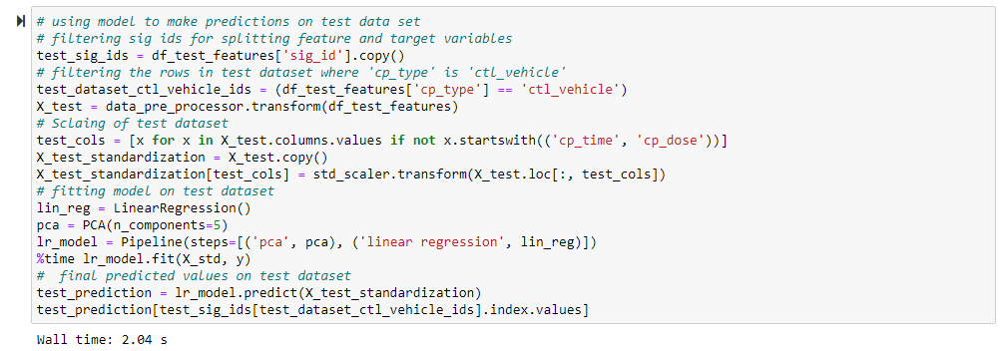 # using model to make predictions on test data set
# filtering sig ids for splitting feature and target variables
test_sig_ids = df_test_features['sig_id'].copy()
# filtering the rows in test dataset where 'cp_type' is 'ctl_vehicle'
test_dataset_ctl_vehicle_ids = (df_test_features['cp_type'] == 'ctl_vehicle')
X_test = data_pre_processor.transform(df_test_features)
# Sclaing of test dataset
test_cols = [x for x in X_test.columns.values if not x.startswith(('cp_time', 'cp_dose'))]
X_test_standardization = X_test.copy()
X_test_standardization[test_cols] = std_scaler.transform(X_test.loc[:, test_cols])
# fitting model on test dataset
lin_reg = LinearRegression()
pca = PCA(n_components=5)
lr_model = Pipeline(steps=[('pca', pca), ('linear regression', lin_reg)])
%time lr_model.fit(X_std, y)
#  final predicted values on test dataset
test_prediction = lr_model.predict(X_test_standardization)
test_prediction[test_sig_ids[test_dataset_ctl_vehicle_ids].index.values]
Wall time: 2.04 s